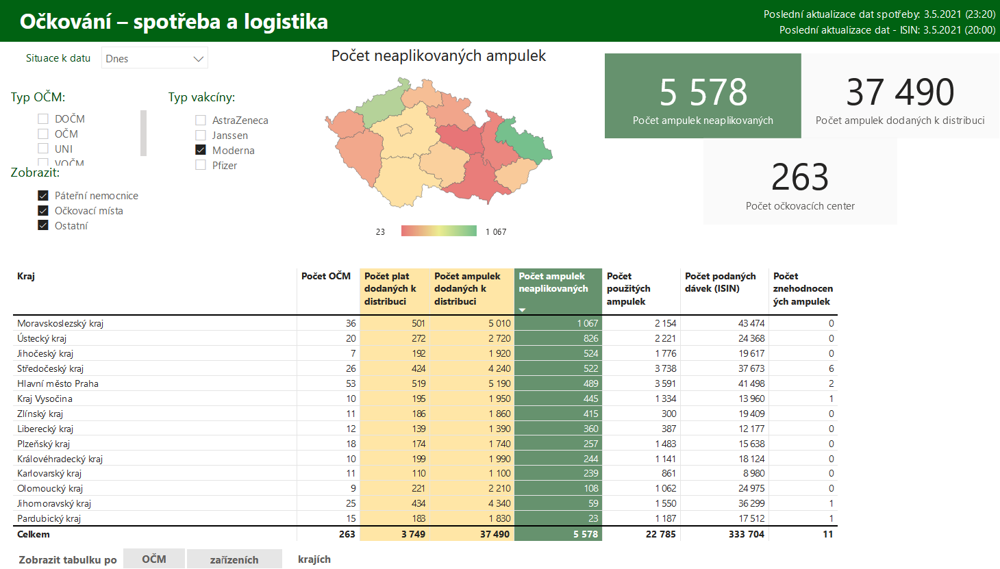 Očkování – spotřeba a logistika
Poslední aktualizace dat spotřeby: 3.5.2021 (23:20)
Poslední aktualizace dat - ISIN: 3.5.2021 (20:00)
Situace k datu Dnes
Typ OČM:
DOČM
OČM
UNI
VOČM
Zobrazit:
Páteřní nemocnice
Očkovací místa
Ostatní
Typ vakcíny:
AstraZeneca
Janssen
Moderna
Pfizer
Počet neaplikovaných ampulek
23 1 067
5 578
Počet ampulek neaplikovaných
37 490
Počet ampulek dodaných k distribuci
263
Počet očkovacích center
Kraj Počet OČM Počet plat dodaných k distribuci Počet ampulek dodaných k distribuci Počet ampulek neaplikovaných Počet použitých ampulek Počet podaných dávek (ISIN) Počet znehodnocených ampulek
Moravskoslezský kraj 36 501 5 010 1 067 2 154 43 474 0
Ústecký kraj 20 272 2 720 826 2 221 24 368 0
Jihočeský kraj 7 192 1 920 524 1 776 19 617 0
Středočeský kraj 26 424 4 240 522 3 738 37 673 6
Hlavní město Praha 53 519 5 190 489 3 591 41 498 2
Kraj Vysočina 10 195 1 950 445 1 334 13 960 1
Zlínský kraj 11 186 1 860 415 300 19 409 0
Liberecký kraj 12 139 1 390 360 387 12 177 0
Plzeňský kraj 18 174 1 740 257 1 483 15 638 0
Královéhradecký kraj 10 199 1 990 244 1 141 18 124 0
Karlovarský kraj 11 110 1 100 239 861 8 980 0
Olomoucký kraj 9 221 2 210 108 1 062 24 975 0
Jihomoravský kraj 25 434 4 340 59 1 550 36 299 1
Pardubický kraj 15 183 1 830 23 1 187 17 512 1
Celkem 263 3 749 37 490 5 578 22 785 333 704 11
Zobrazit tabulku po OČM zařízeních krajích